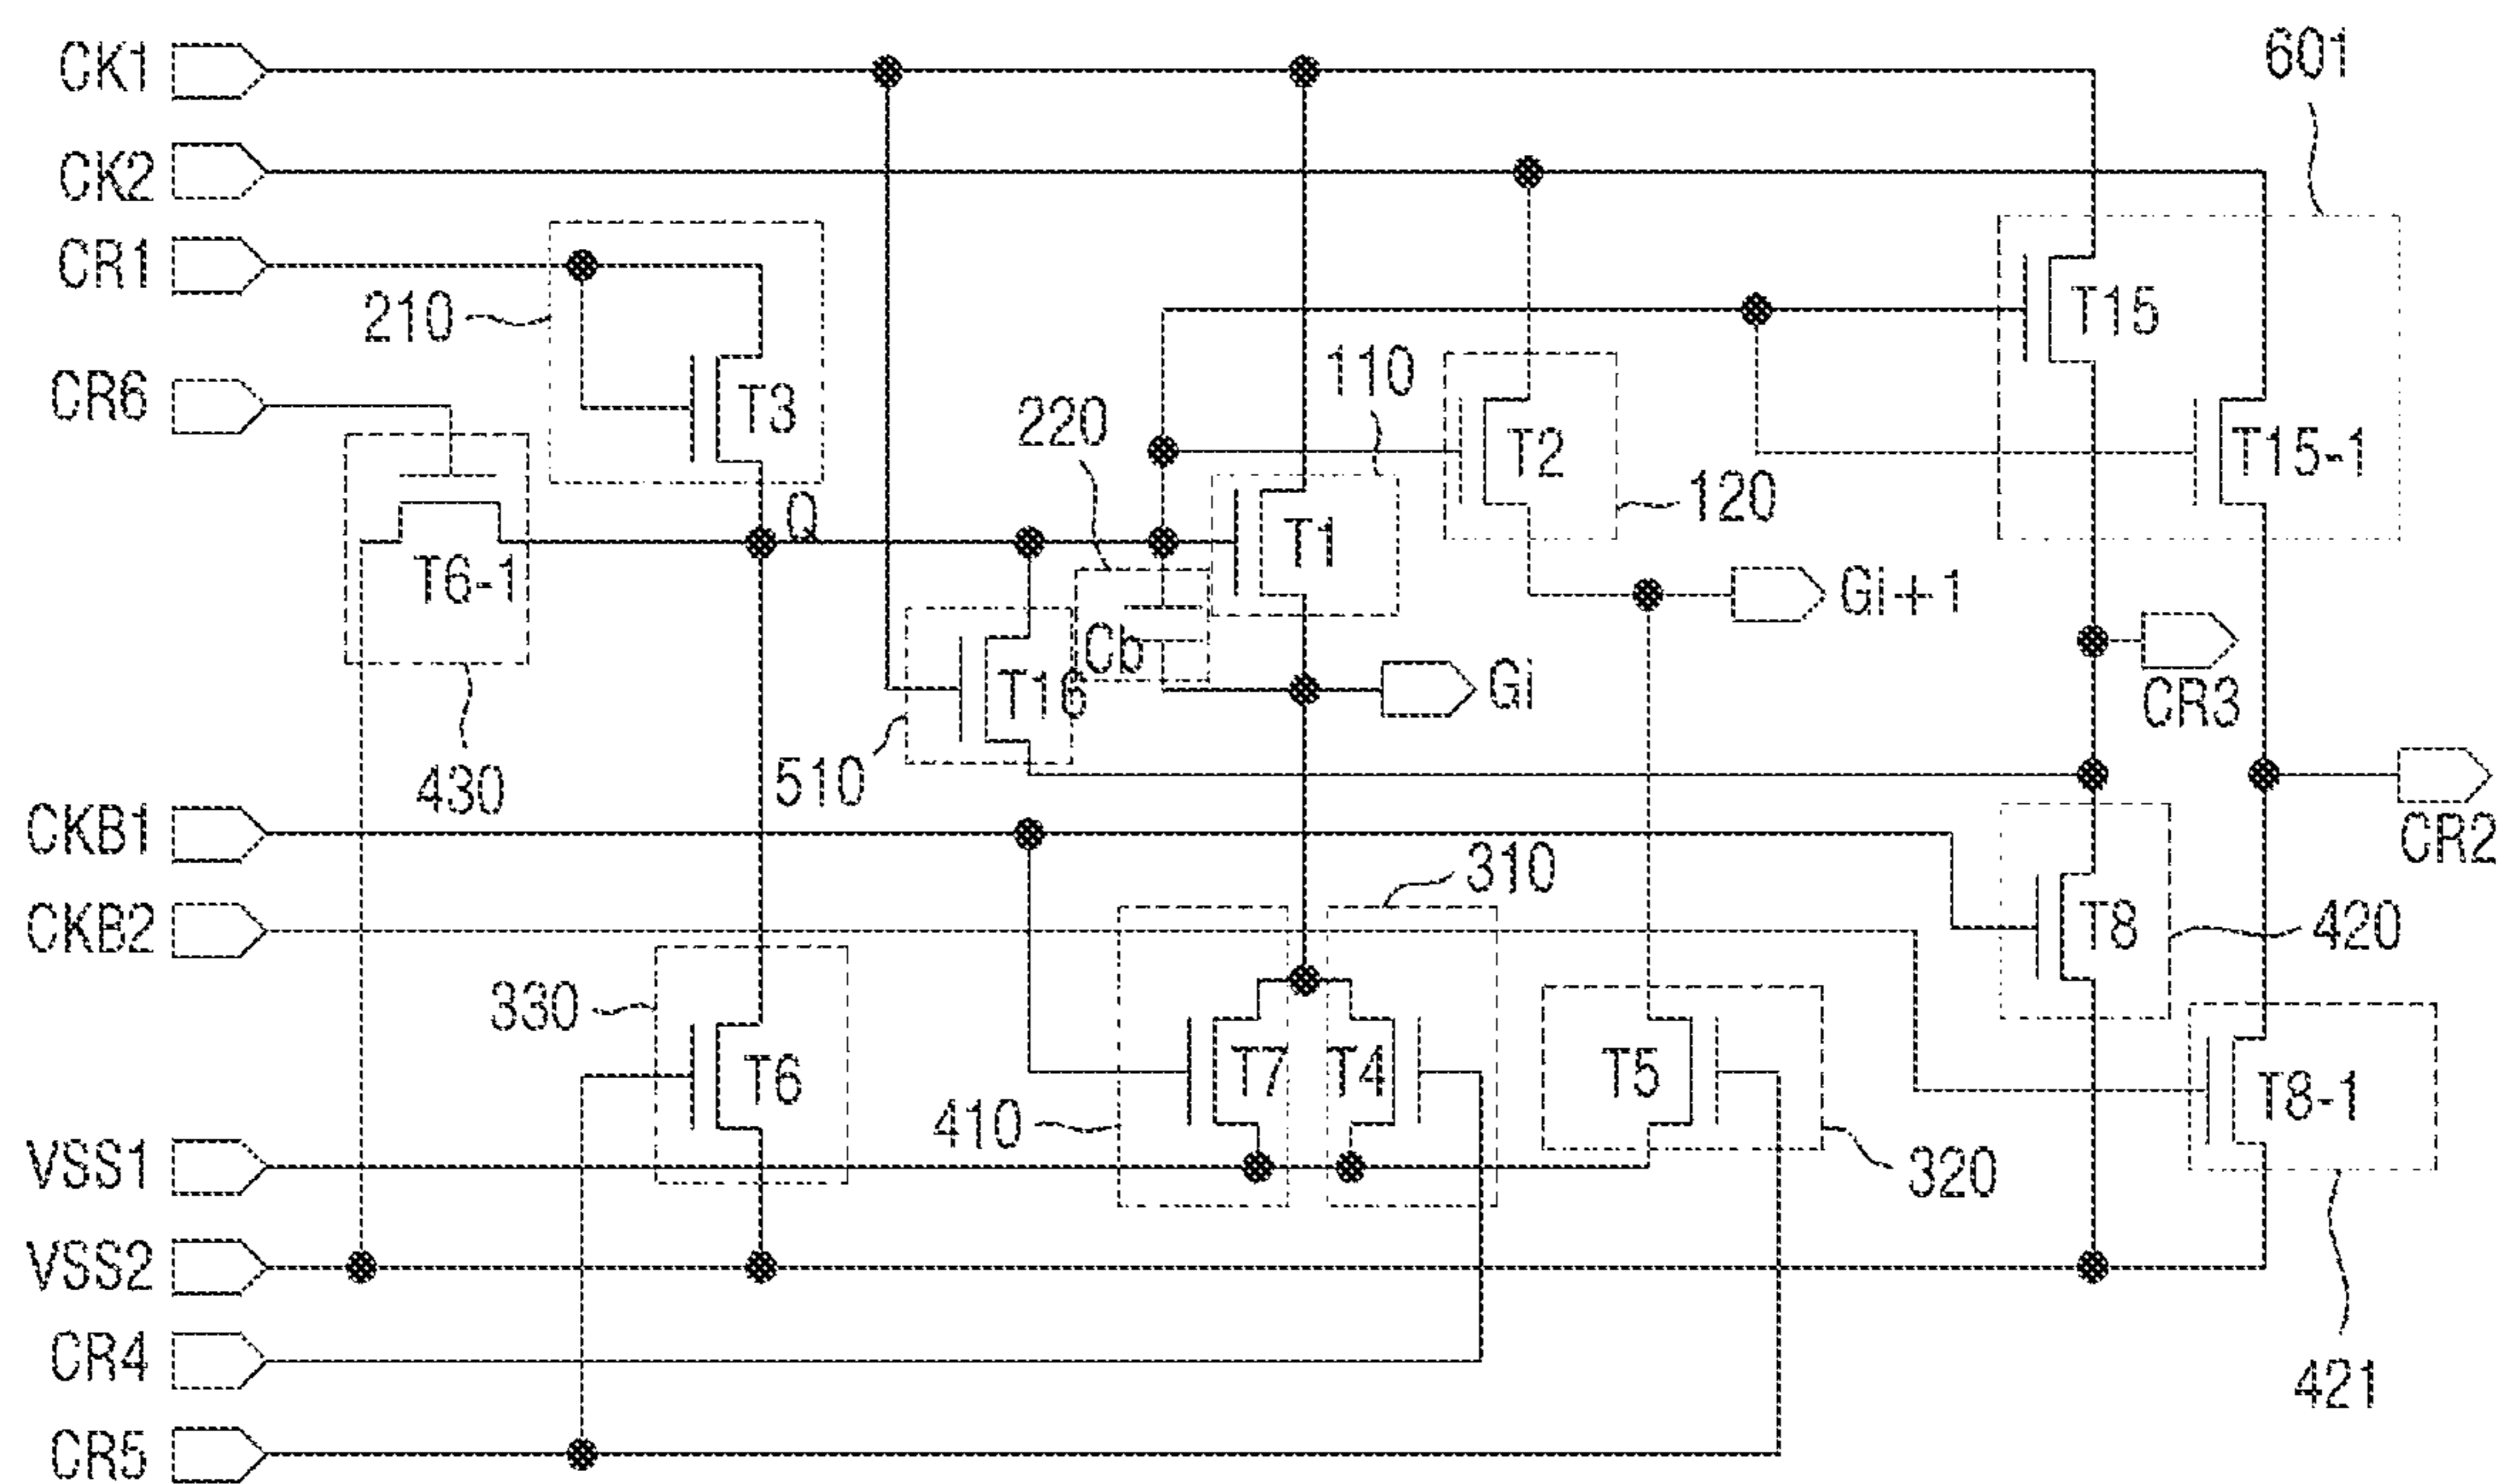 CK1
601
CK2
CR1
210
T15
CR6
T3
220
110
T2
T15-1
120
Q
T1
T6-1
Gi+1
Cb
T16
Gi
CR3
430
510
CKB1
CR2
310
CKB2
T8
420
330
T6
T7
T4
T5
T8-1
410
VSS1
320
VSS2
CR4
421
CR5